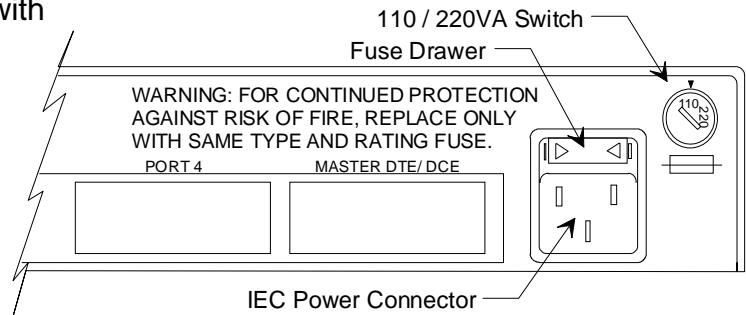 with
110 / 220VA Switch
Fuse Drawer
WARNING: FOR CONTINUED PROTECTION
AGAINST RISK OF FIRE, REPLACE ONLY
WITH SAME TYPE AND RATING FUSE.
110
220
PORT 4
MASTER DTE/ DCE
IEC Power Connector